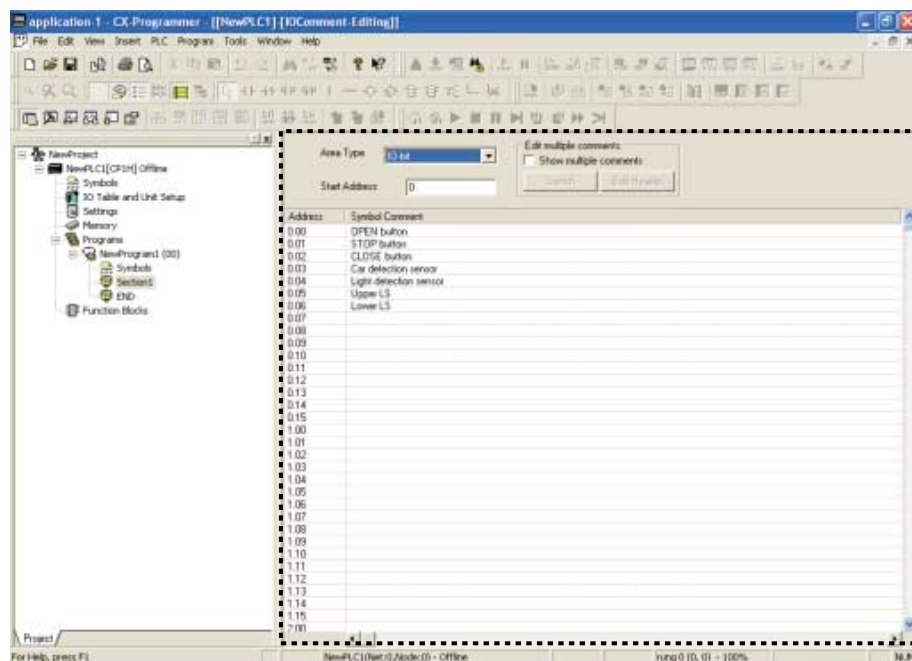 application-1 - CX-Programmer - [[NewPLC1].[IOComment-Editing]]
File Edit View Insert PLC Program Tools Window Help
NewProject
NewPLC1[CP1H] Offline
Symbols
IO Table and Unit Setup
Settings
Memory
Programs
NewProgram1 (00)
Symbols
Section1
END
Function Blocks
Project
Area Type IO-bit
Start Address 0
Edit multiple comments
Show multiple comments
Switch Edit Header
Address Symbol Comment
0.00 OPEN button
0.01 STOP button
0.02 CLOSE button
0.03 Car detection sensor
0.04 Light detection sensor
0.05 Upper LS
0.06 Lower LS
0.07
0.08
0.09
0.10
0.11
0.12
0.13
0.14
0.15
1.00
1.01
1.02
1.03
1.04
1.05
1.06
1.07
1.08
1.09
1.10
1.11
1.12
1.13
1.14
1.15
2.00
For Help, press F1
NewPLC1(Net:0,Node:0) - Offline
rung 0 (0, 0) - 100%